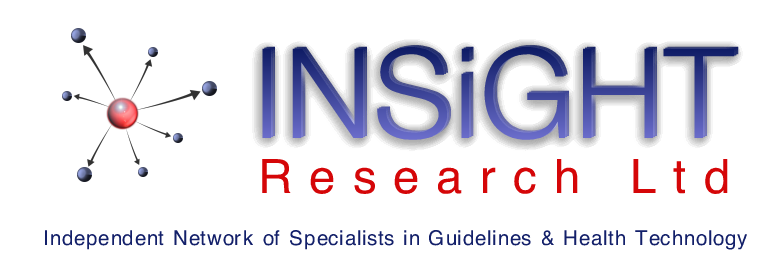 INSiGHT
Research Ltd
Independent Network of Specialists in Guidelines & Health Technology